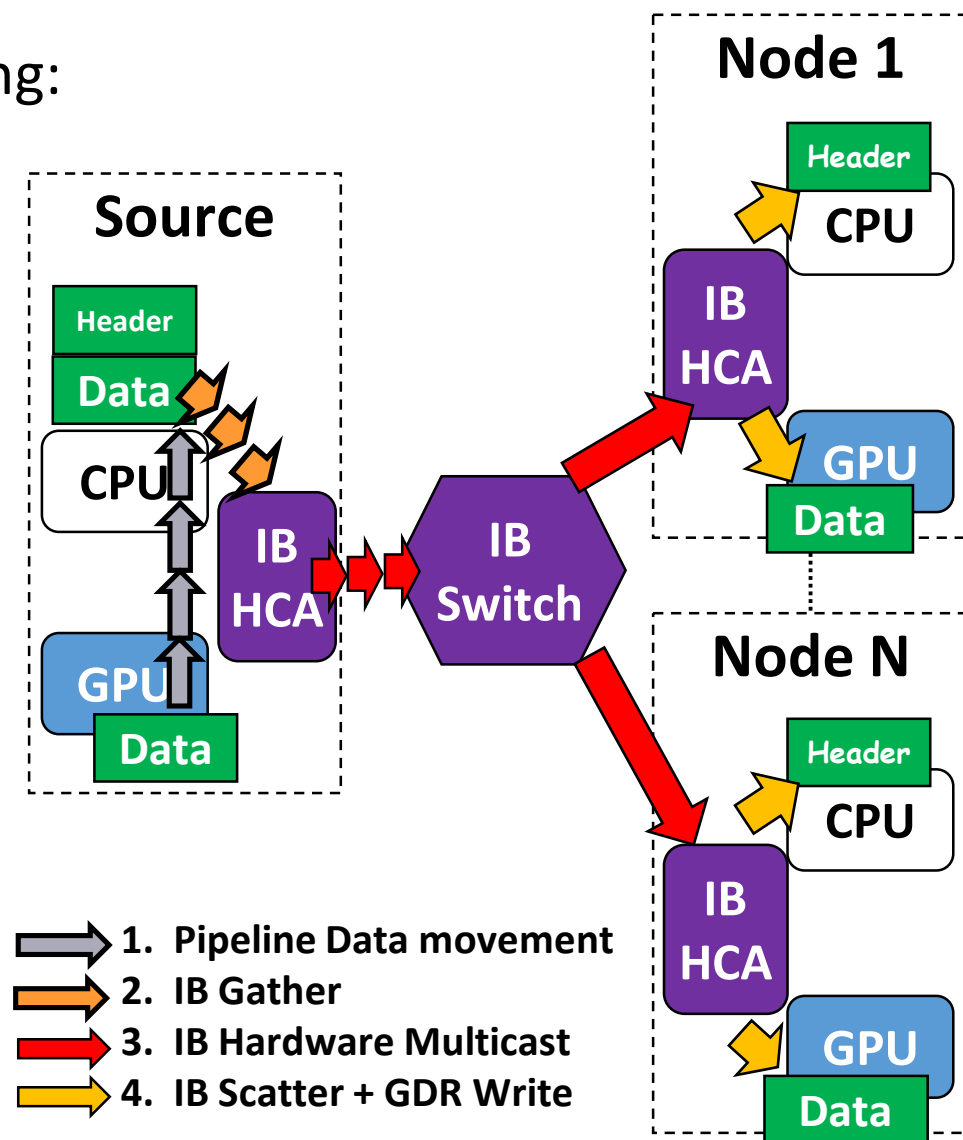 ng:
Source
Header
Data
CPU
IB
HCA
GPU
Data
IB
Switch
Node 1
Header
CPU
IB
HCA
GPU
Data
Node N
Header
CPU
IB
HCA
GPU
Data
1. Pipeline Data movement
2. IB Gather
3. IB Hardware Multicast
4. IB Scatter + GDR Write